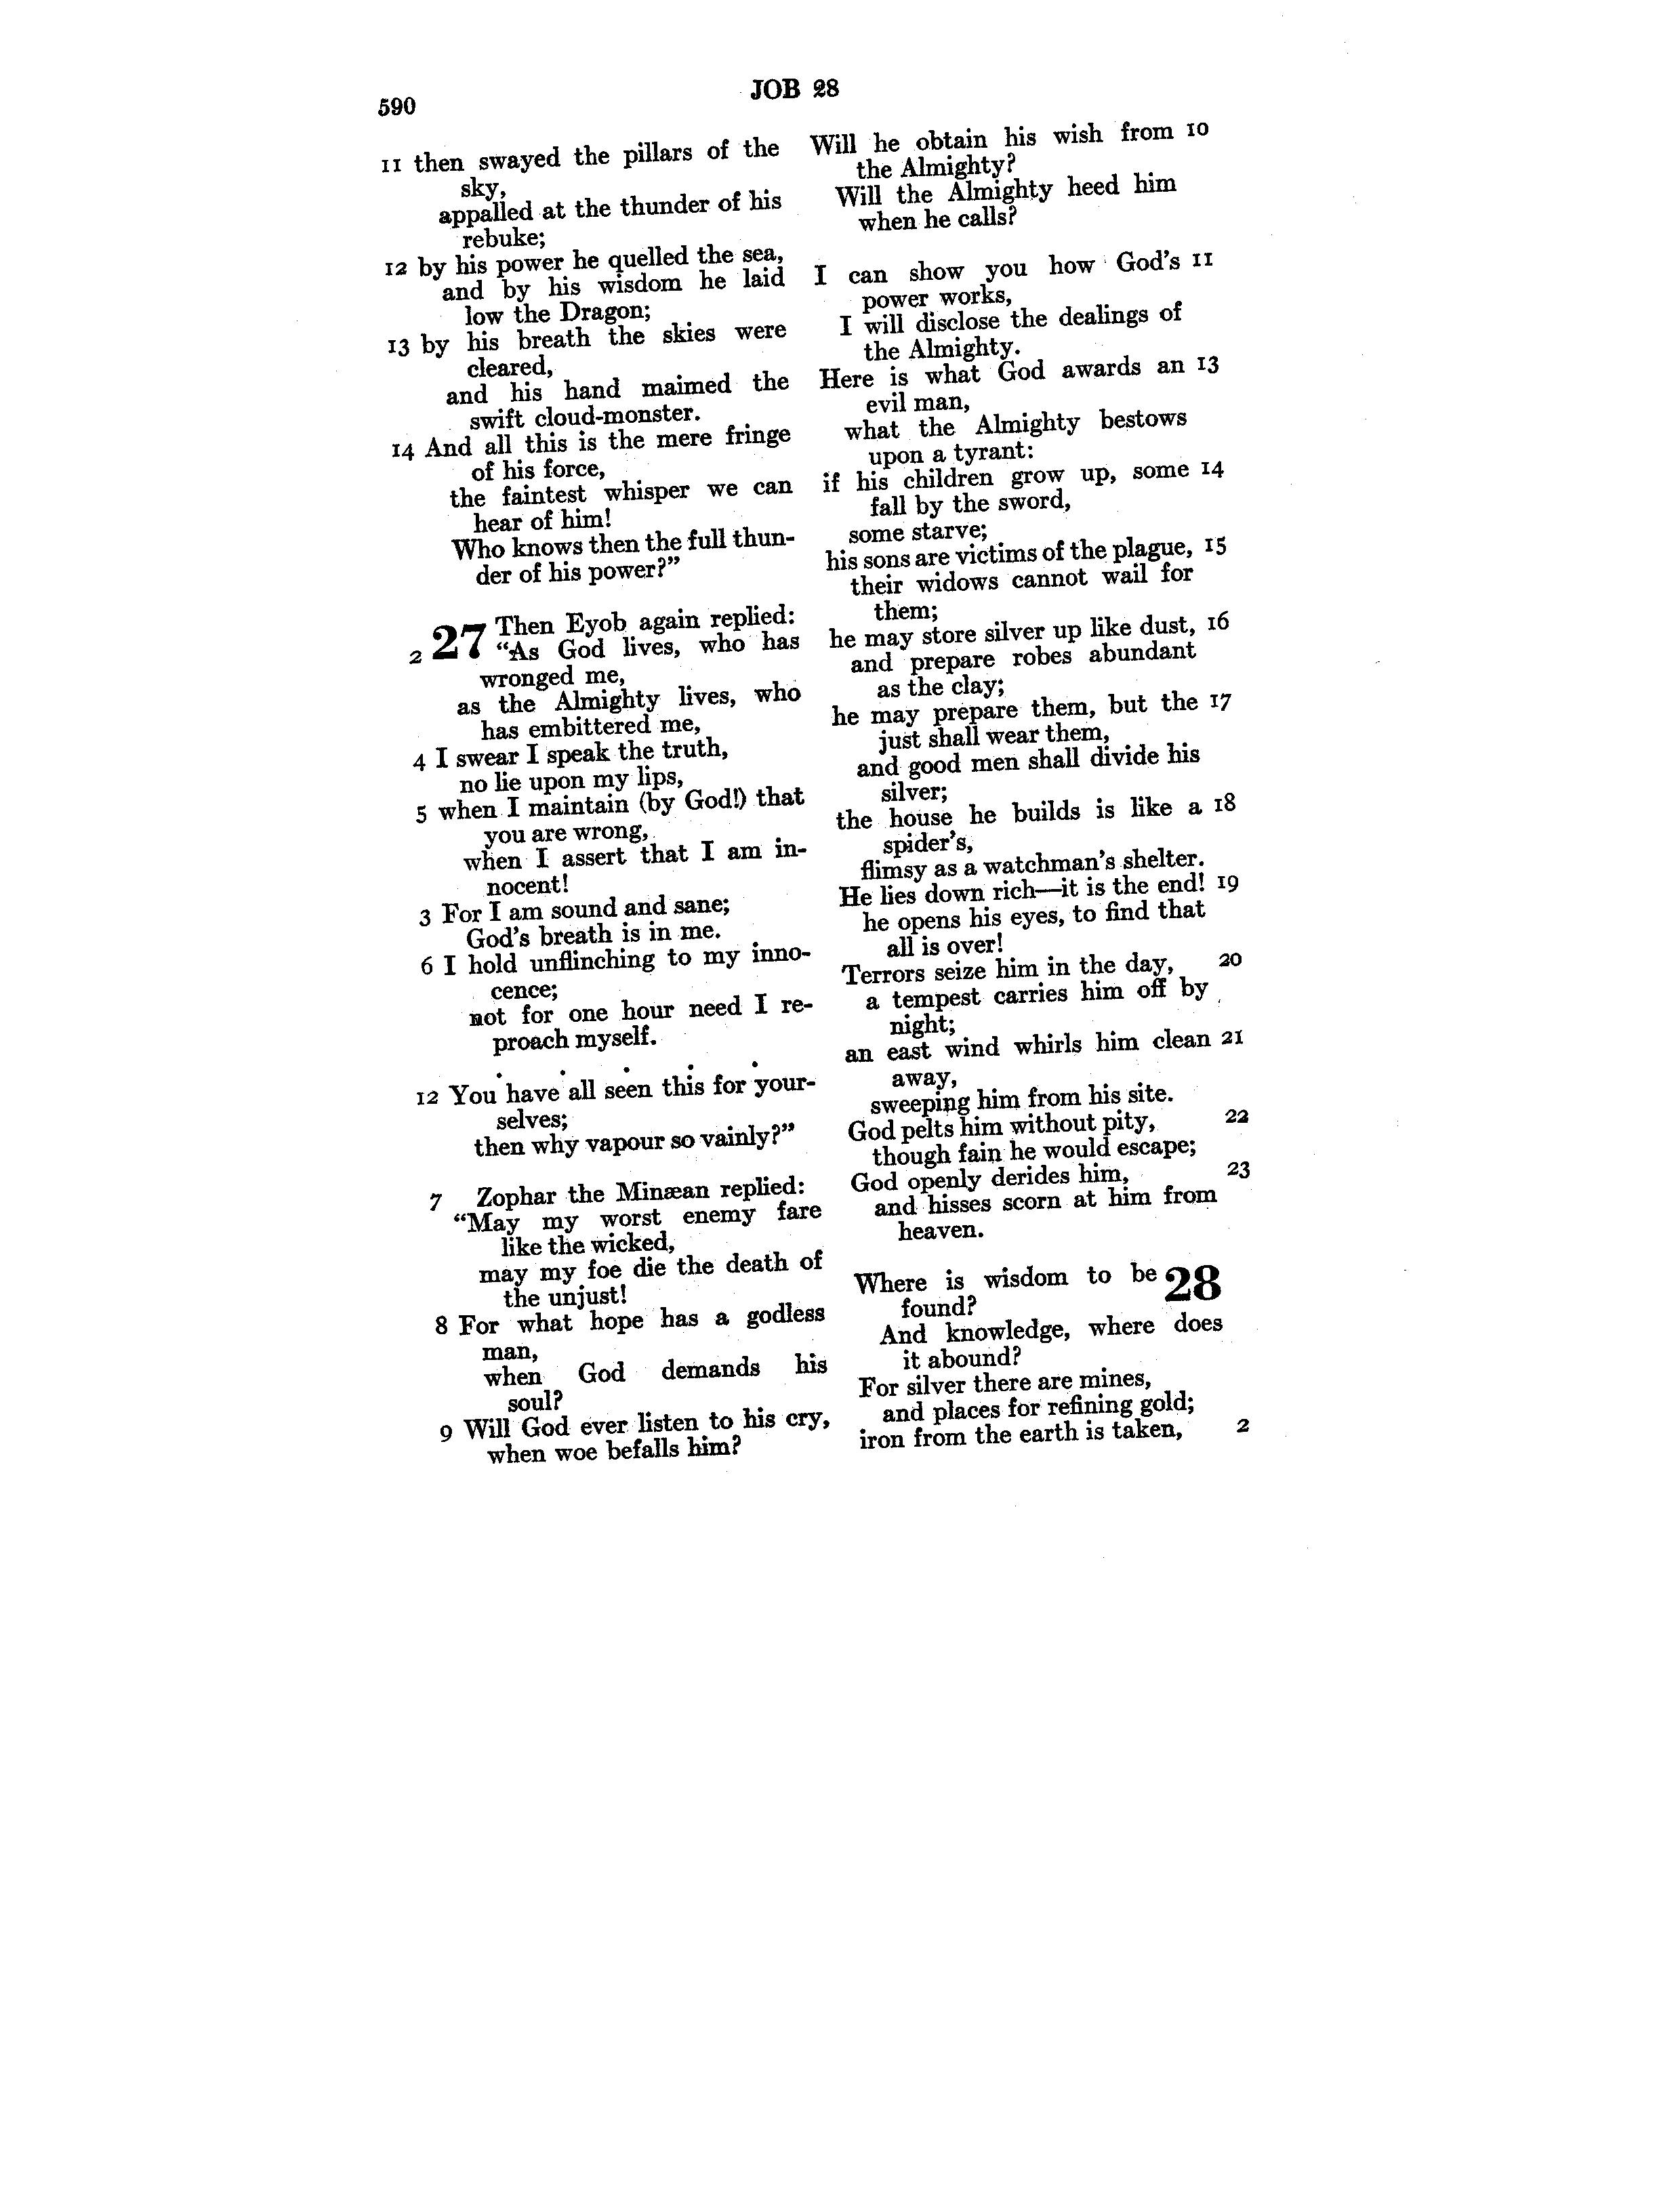 590
JOB 28
11 then swayed the pillars of the
sky,
appalled at the thunder of his
rebuke;
12 by his power he quelled the sea,
and by his wisdom he laid
low the Dragon;
13 by his breath the skies were
cleared,
and his hand maimed the
swift cloud-monster.
14 And all this is the mere fringe
of his force,
the faintest whisper we can
hear of him!
Who knows then the full thun-
der of his power?”
27 Then Eyob again replied:
2 “As God lives, who has
wronged me,
as the Almighty lives, who
has embittered me,
4 I swear I speak the truth,
no lie upon my lips,
5 when I maintain (by God!) that
you are wrong,
when I assert that I am in-
nocent!
3 For I am sound and sane;
God's breath is in me.
6 I hold unflinching to my inno-
cence;
not for one hour need I re-
proach myself.
. . . . .
12 You have all seen this for your-
selves;
then why vapour so vainly?”
7 Zophar the Minæan replied:
“May my worst enemy fare
like the wicked,
may my foe die the death of
the unjust!
8 For what hope has a godless
man,
when God demands his
soul?
9 Will God ever listen to his cry,
when woe befalls him?
Will he obtain his wish from 10
the Almighty?
Will the Almighty heed him
when he calls?
I can show you how God's 11
power works,
I will disclose the dealings of
the Almighty.
Here is what God awards an 13
evil man,
what the Almighty bestows
upon a tyrant:
if his children grow up, some 14
fall by the sword,
some starve;
his sons are victims of the plague, 15
their widows cannot wail for
them;
he may store silver up like dust, 16
and prepare robes abundant
as the clay;
he may prepare them, but the 17
just shall wear them,
and good men shall divide his
silver;
the house he builds is like a 18
spider's,
flimsy as a watchman's shelter.
He lies down rich—it is the end! 19
he opens his eyes, to find that
all is over!
Terrors seize him in the day, 20
a tempest carries him off by
night;
an east wind whirls him clean 21
away,
sweeping him from his site.
God pelts him without pity, 22
though fain he would escape;
God openly derides him, 23
and hisses scorn at him from
heaven.
Where is wisdom to be 28
found?
And knowledge, where does
it abound?
For silver there are mines,
and places for refining gold;
iron from the earth is taken, 2